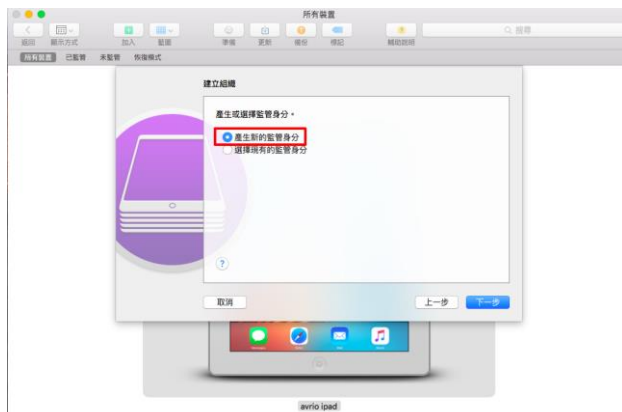 所有裝置
返回 顯示方式 加入 藍圖 準備 更新 備份 標記 輔助說明 搜尋
所有裝置 已監管 未監管 恢復模式
建立組織
產生或選擇監管身分。
產生新的監管身分
選擇現有的監管身分
?
取消 上一步 下一步
avrio ipad